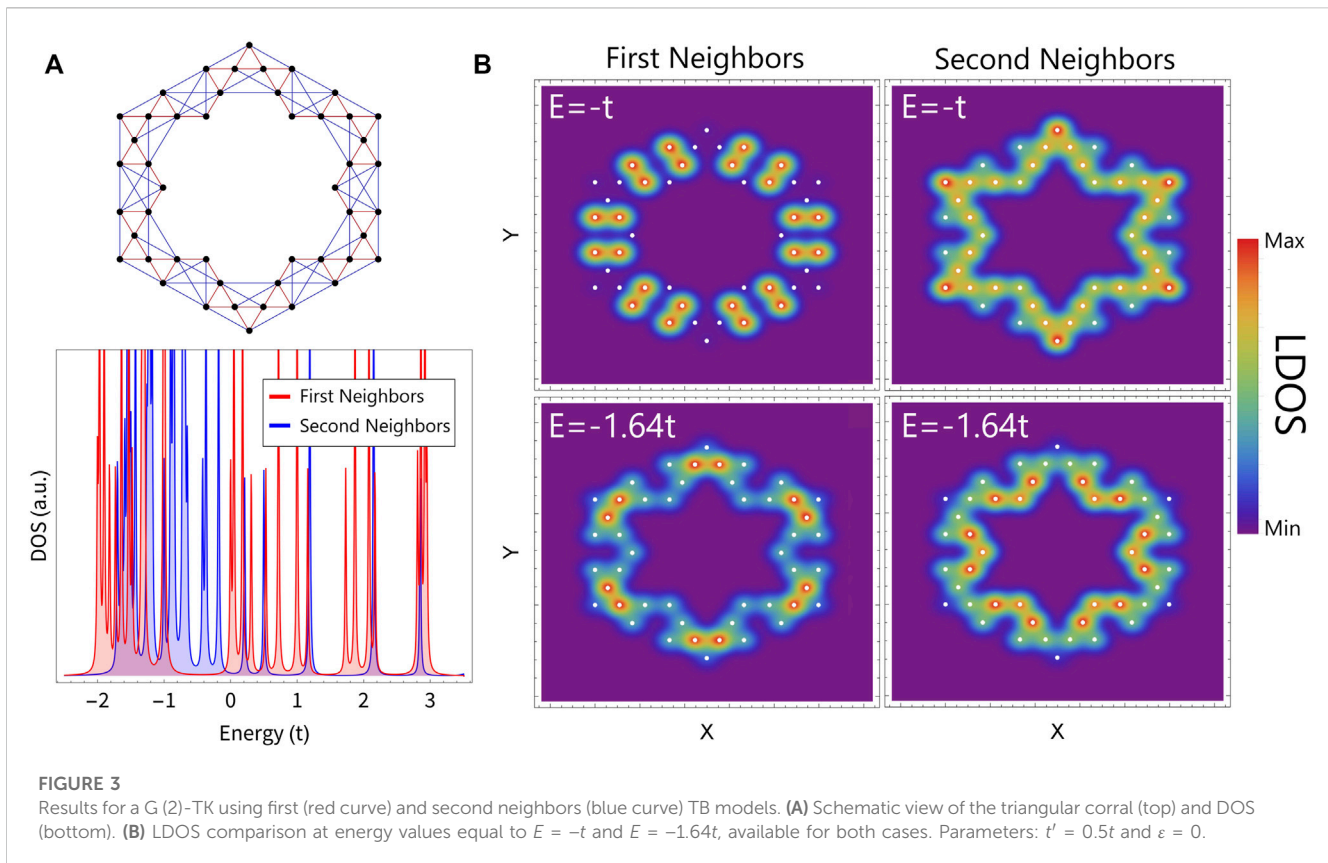 A
B
First Neighbors
Second Neighbors
E=-t
E=-t
Y
First Neighbors
Second Neighbors
DOS (a.u.)
−2 −1 0 1 2 3
Energy (t)
E=-1.64t
E=-1.64t
Y
X
Max
LDOS
Min
FIGURE 3
Results for a G (2)-TK using first (red curve) and second neighbors (blue curve) TB models. (A) Schematic view of the triangular corral (top) and DOS
(bottom). (B) LDOS comparison at energy values equal to E = −t and E = −1.64t, available for both cases. Parameters: t′ = 0.5t and ε = 0.